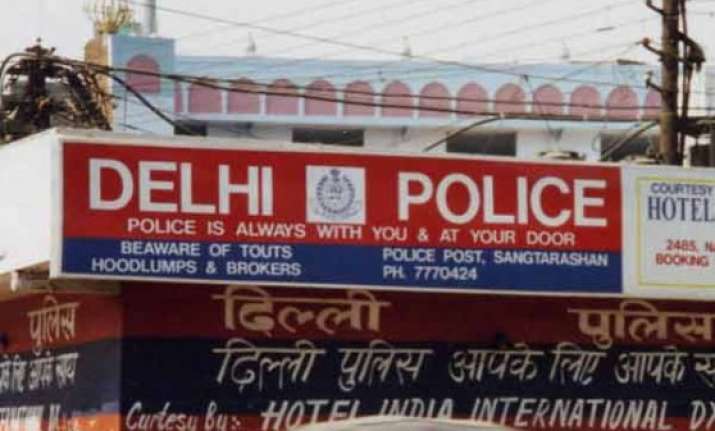 DELHI POLICE
POLICE IS ALWAYS WITH YOU & AT YOUR DOOR
BEAWARE OF TOUTS
HOODLUMPS & BROKERS
POLICE POST, SANGTARASHAN
PH. 7770424
COURTESY
HOTEL
2485,
BOOKING
पुलिस
दिल्ली पुलिस
दिल्ली पुलिस आपके लिए आपके
Curtesy By:- HOTEL INDIA INTERNATIONAL